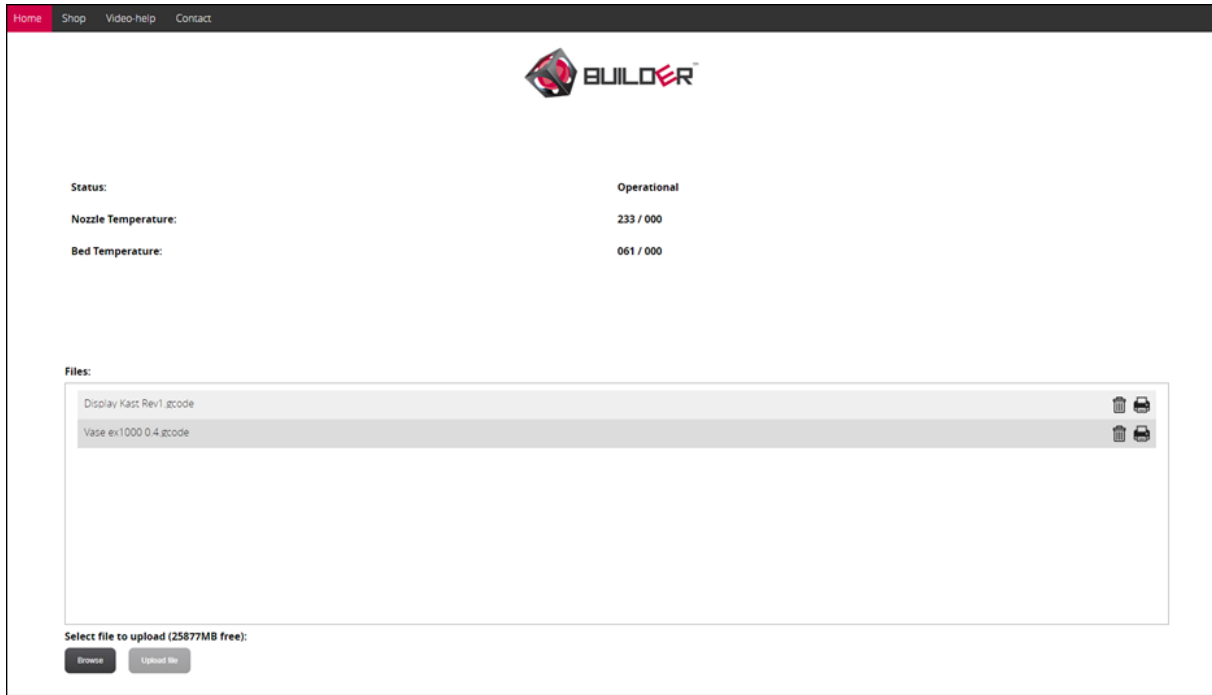 Home Shop Video-help Contact
BUILDER™
Status: Operational
Nozzle Temperature: 233 / 000
Bed Temperature: 061 / 000
Files:
Display Kast Rev1.gcode
Vase ex1000 0.4.gcode
Select file to upload (25877MB free):
Browse Upload file